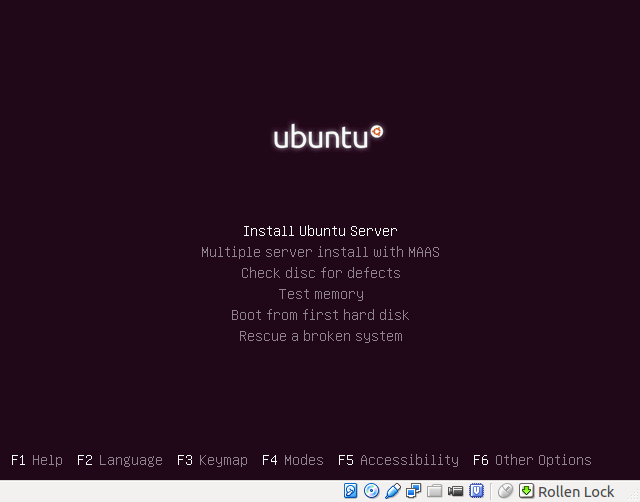 ubuntu
Install Ubuntu Server
Multiple server install with MAAS
Check disc for defects
Test memory
Boot from first hard disk
Rescue a broken system
F1 Help F2 Language F3 Keymap F4 Modes F5 Accessibility F6 Other Options
Rollen Lock